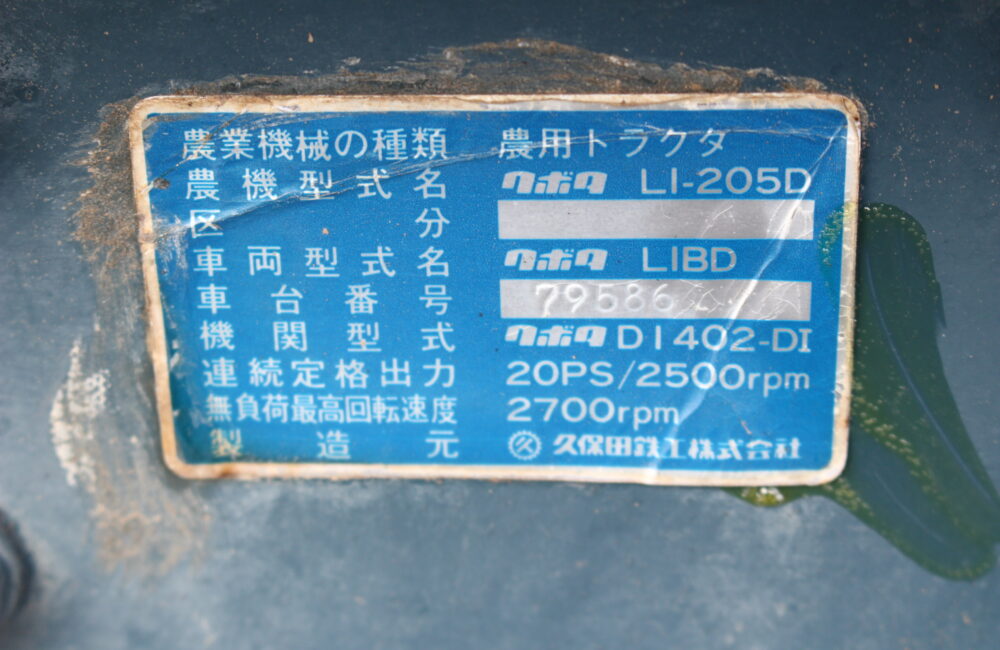 農業機械の種類 農用トラクタ
農機型式名 クボタ L1-205D
区分
車両型式名 クボタ L1BD
車台番号 79586
機関型式 クボタ D1402-DI
連続定格出力 20PS/2500rpm
無負荷最高回転速度 2700rpm
製造元 久保田鉄工株式会社